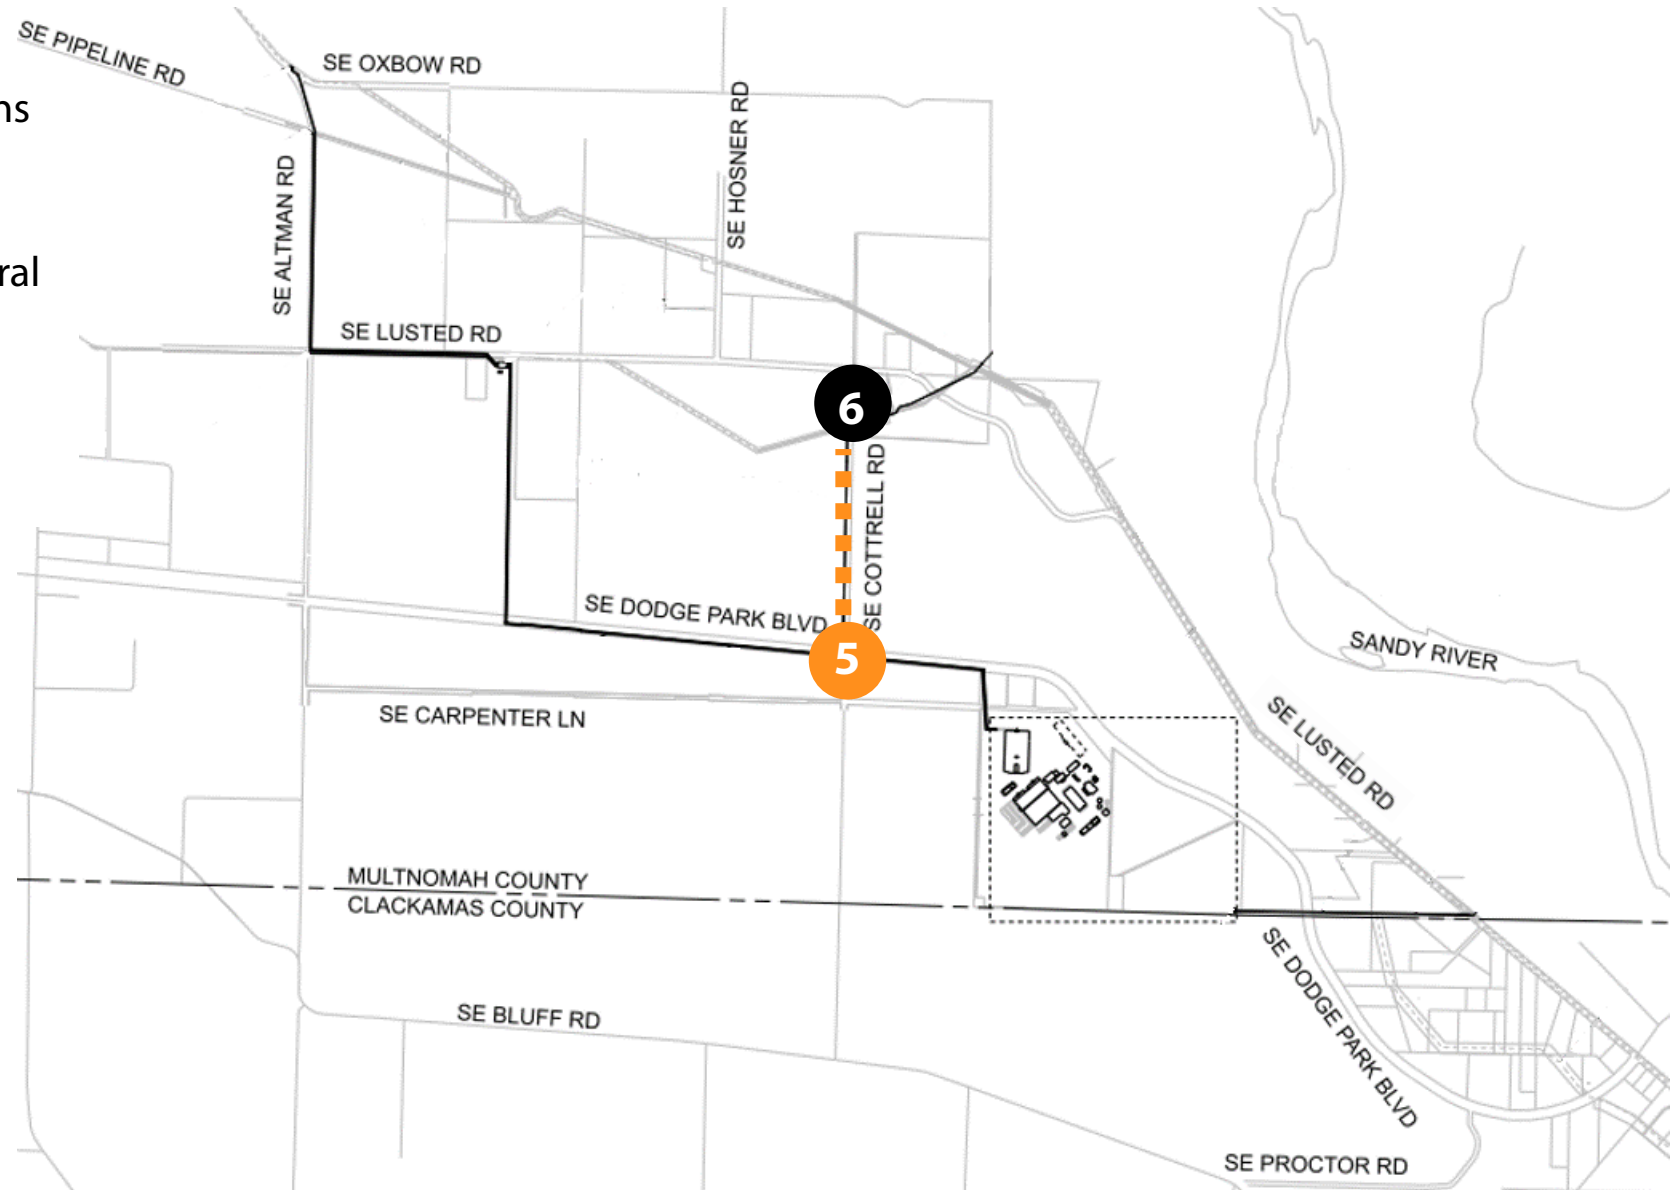 SE PIPELINE RD
SE OXBOW RD
ns
SE HOSNER RD
SE ALTMAN RD
ral
SE LUSTED RD
6
SE COTTRELL RD
SE DODGE PARK BLVD
5
SANDY RIVER
SE CARPENTER LN
SE LUSTED RD
MULTNOMAH COUNTY
CLACKAMAS COUNTY
SE DODGE PARK BLVD
SE BLUFF RD
SE PROCTOR RD